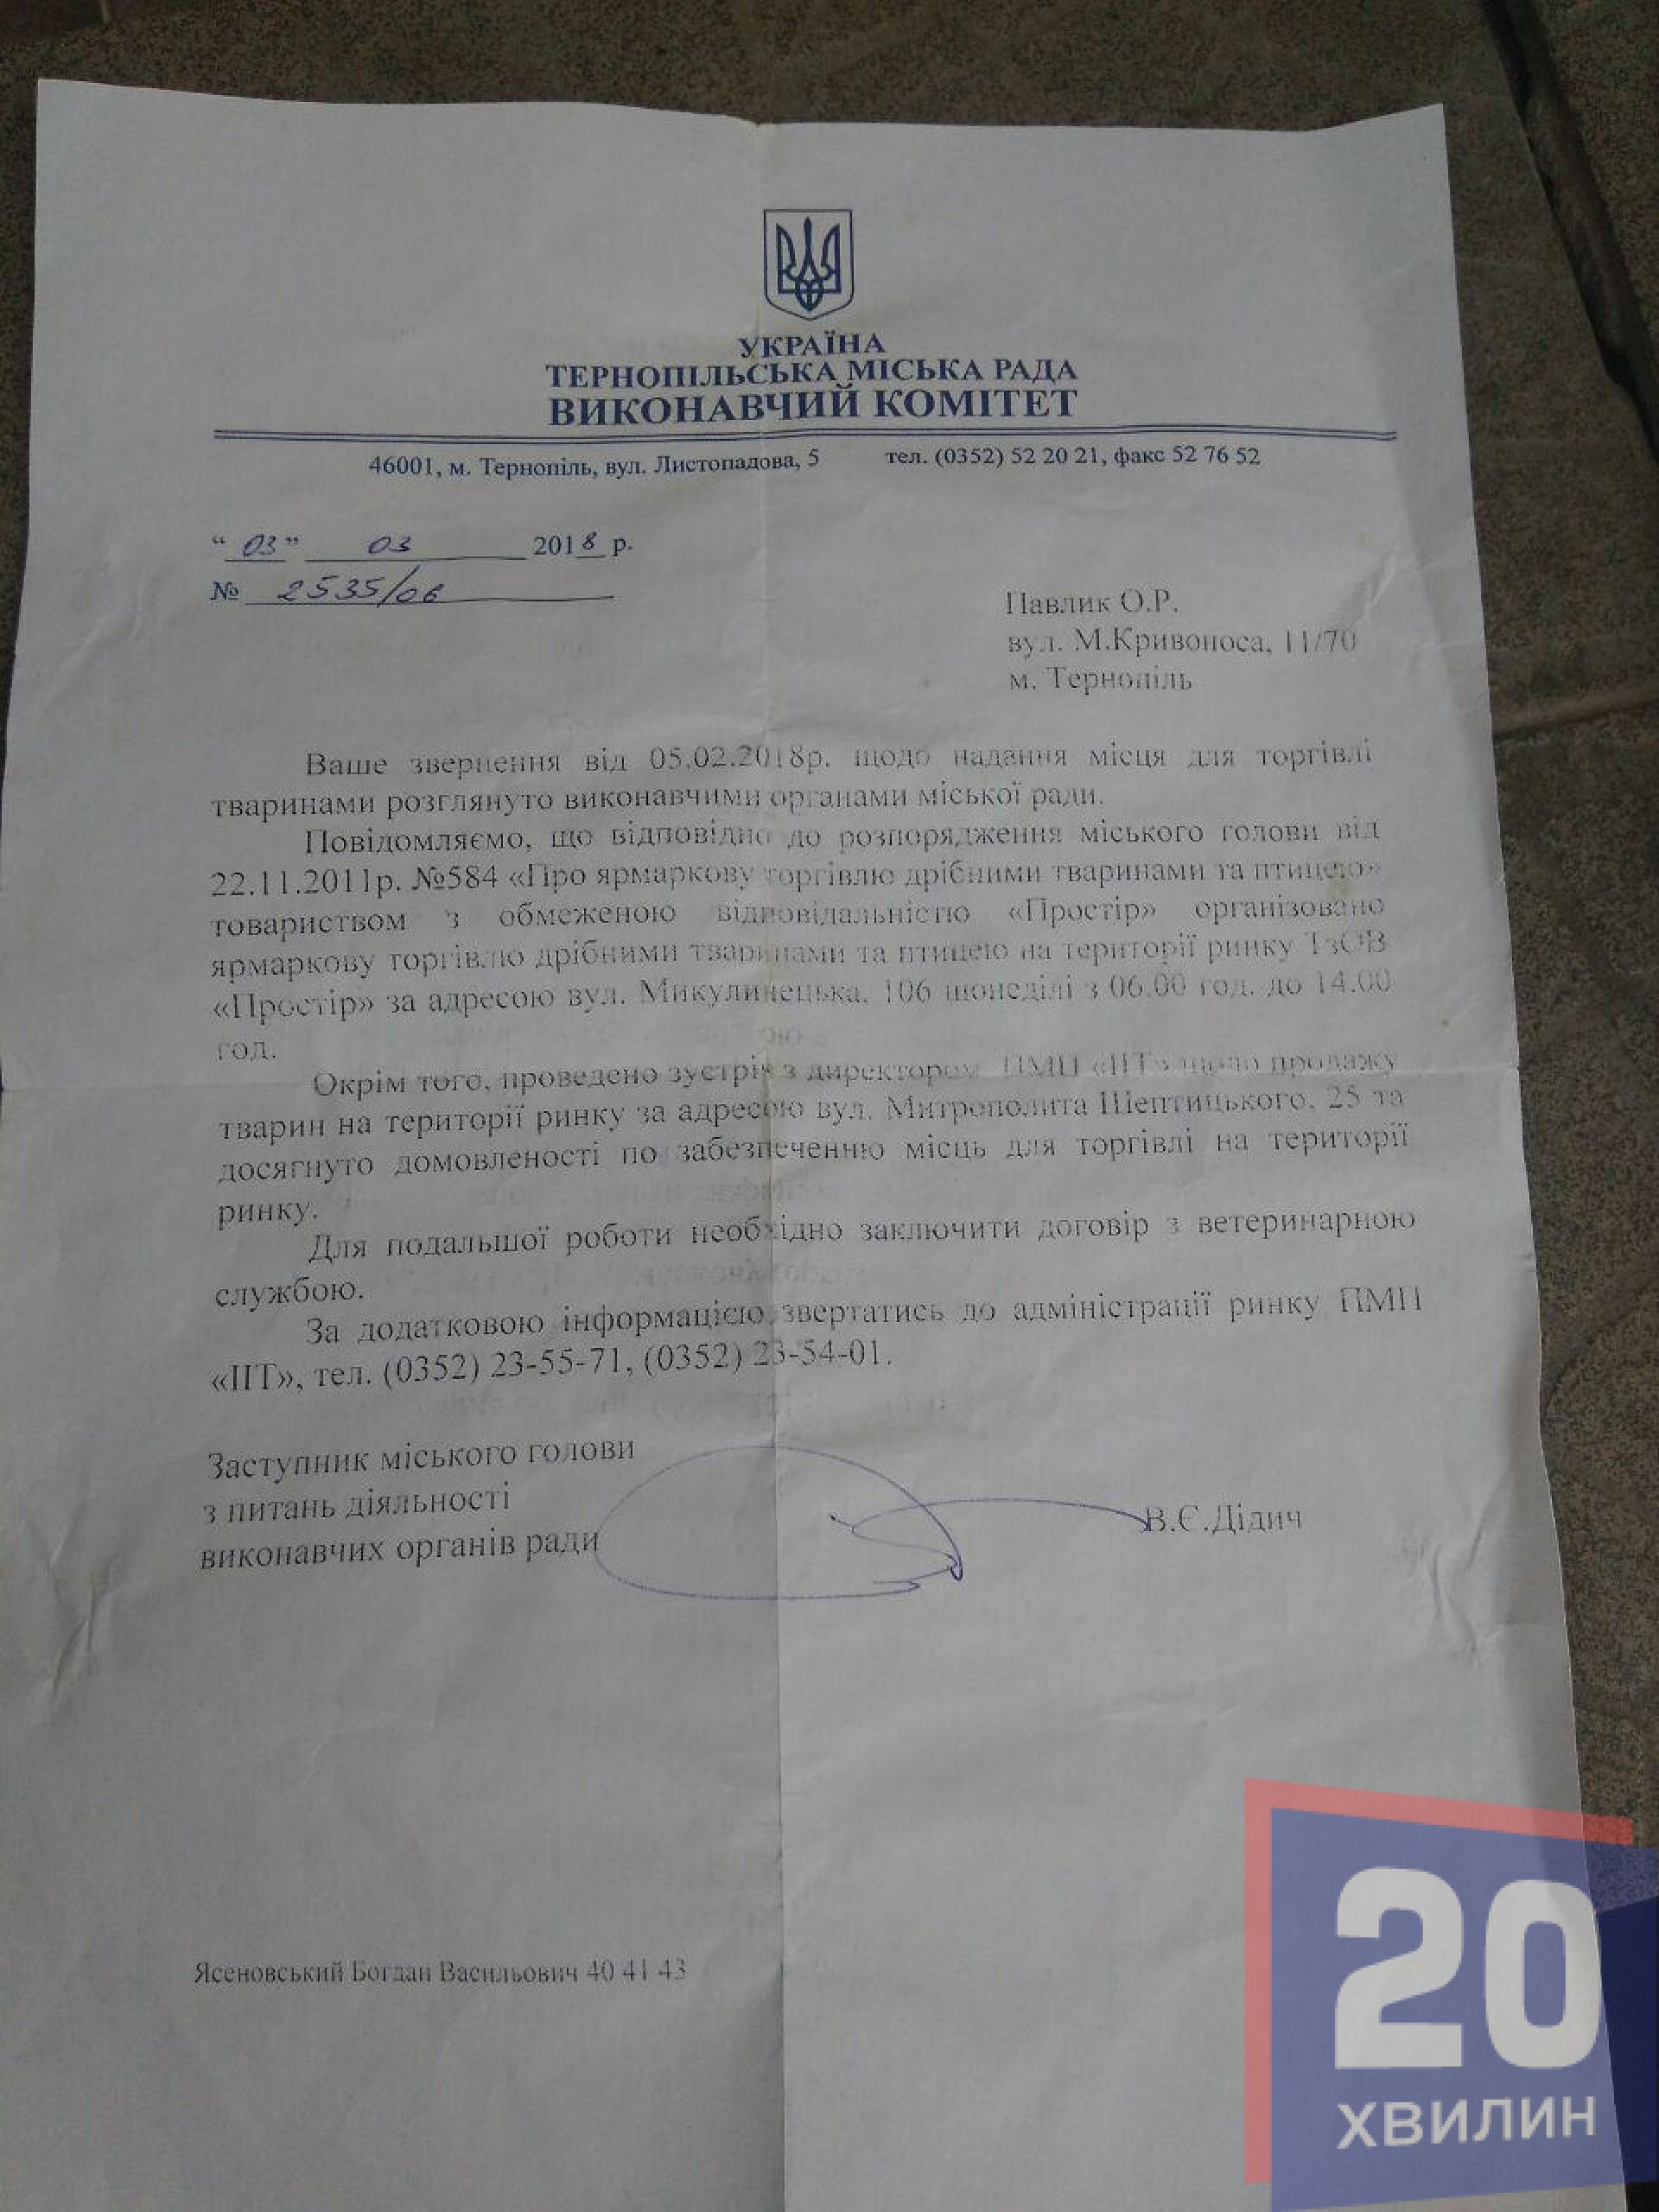 УКРАЇНА
ТЕРНОПІЛЬСЬКА МІСЬКА РАДА
ВИКОНАВЧИЙ КОМІТЕТ
46001, м. Тернопіль, вул. Листопадова, 5 тел. (0352) 52 20 21, факс 52 76 52
“ 03 ” 03 2018 р.
№ 2535/06
Павлик О.Р.
вул. М.Кривоноса, 11/70
м. Тернопіль
Ваше звернення від 05.02.2018р. щодо надання місця для торгівлі
тваринами розглянуто виконавчими органами міської ради.
Повідомляємо, що відповідно до розпорядження міського голови від
22.11.2011р. №584 «Про ярмаркову торгівлю дрібними тваринами та птицею»
товариством з обмеженою відповідальністю «Простір» організовано
ярмаркову торгівлю дрібними тваринами та птицею на території ринку ТзОВ
«Простір» за адресою вул. Микулинецька, 106 щонеділі з 06.00 год. до 14.00
год.
Окрім того, проведено зустріч з директором ПМП «ІІТ» щодо продажу
тварин на території ринку за адресою вул. Митрополита Шептицького, 25 та
досягнуто домовленості по забезпеченню місць для торгівлі на території
ринку.
Для подальшої роботи необхідно заключити договір з ветеринарною
службою.
За додатковою інформацією звертатись до адміністрації ринку ПМП
«ІІТ», тел. (0352) 23-55-71, (0352) 23-54-01.
Заступник міського голови
з питань діяльності
виконавчих органів ради
В.Є.Дідич
Ясеновський Богдан Васильович 40 41 43
20
ХВИЛИН